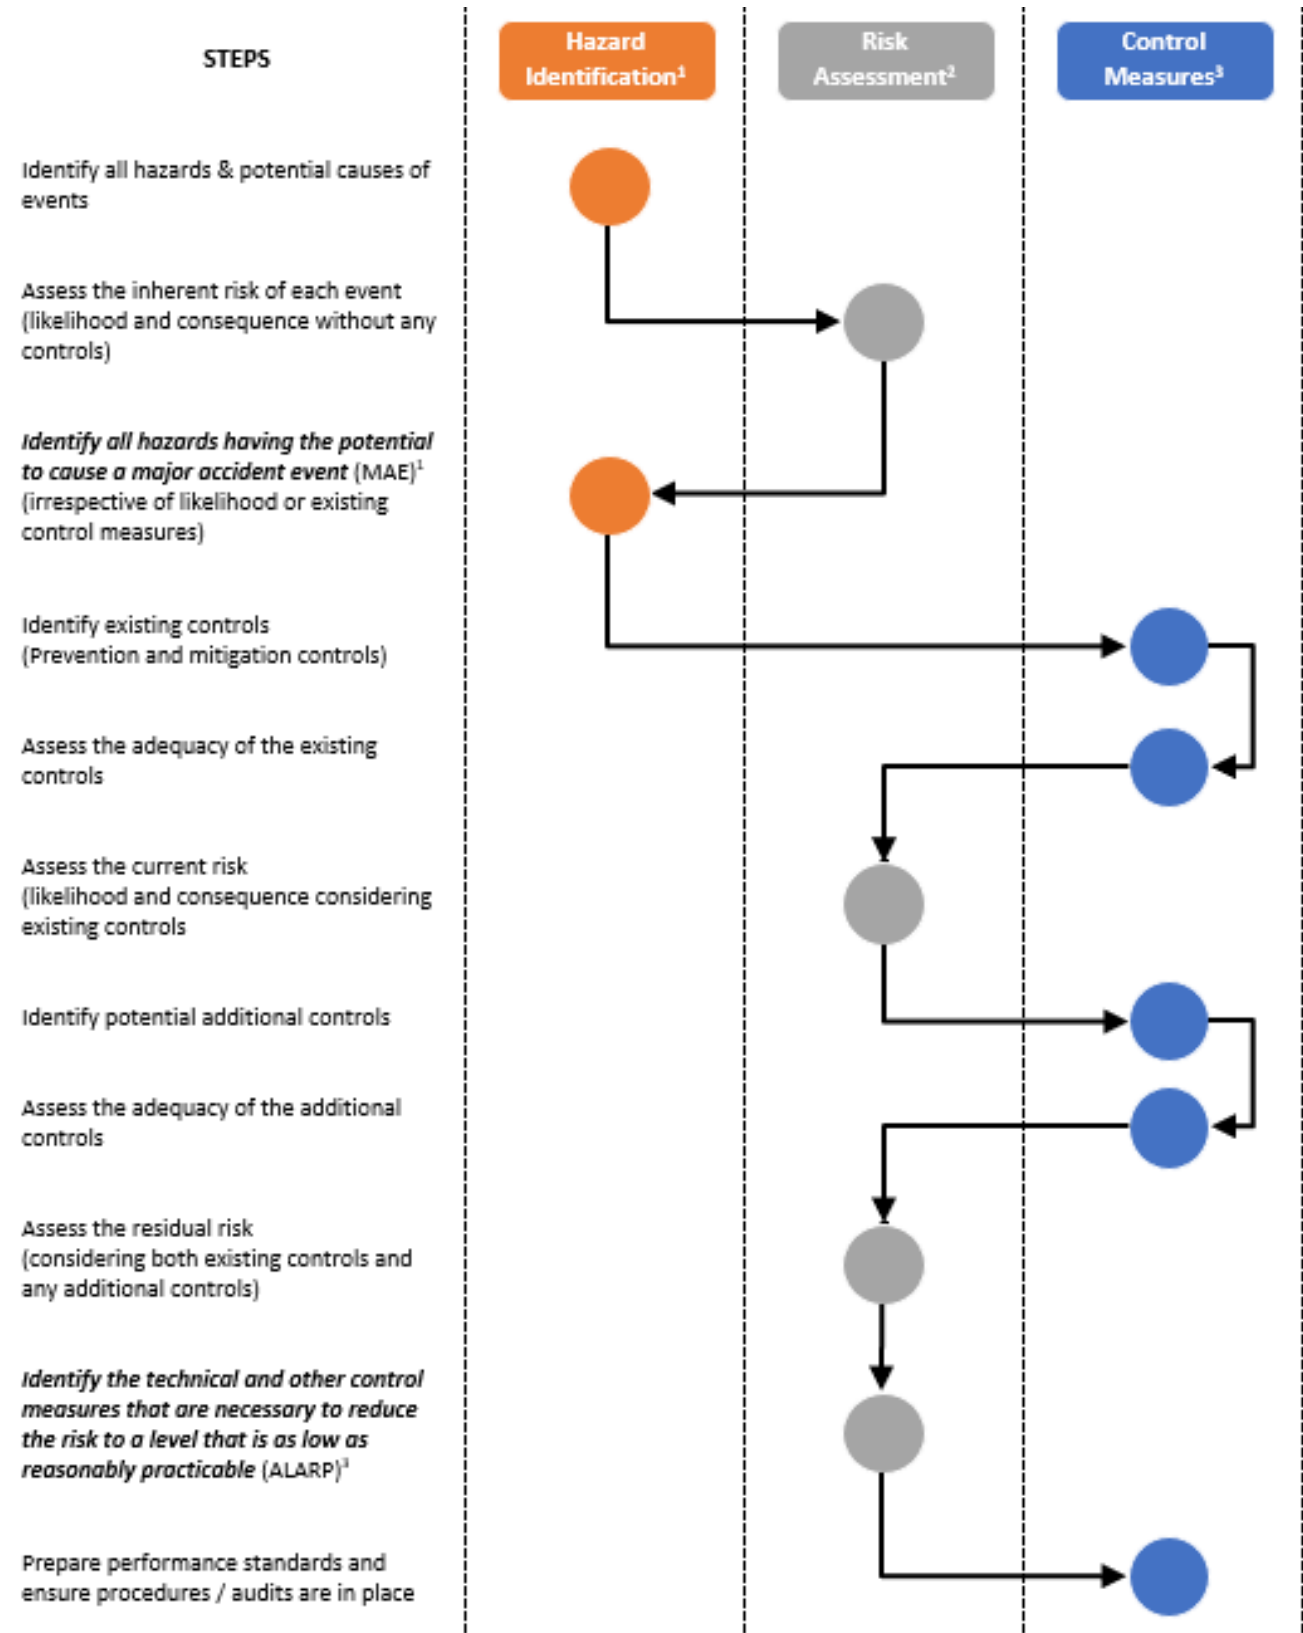 STEPS
Hazard
Identification¹
Risk
Assessment²
Control
Measures³
Identify all hazards & potential causes of
events
Assess the inherent risk of each event
(likelihood and consequence without any
controls)
Identify all hazards having the potential
to cause a major accident event (MAE)¹
(irrespective of likelihood or existing
control measures)
Identify existing controls
(Prevention and mitigation controls)
Assess the adequacy of the existing
controls
Assess the current risk
(likelihood and consequence considering
existing controls
Identify potential additional controls
Assess the adequacy of the additional
controls
Assess the residual risk
(considering both existing controls and
any additional controls)
Identify the technical and other control
measures that are necessary to reduce
the risk to a level that is as low as
reasonably practicable (ALARP)³
Prepare performance standards and
ensure procedures / audits are in place